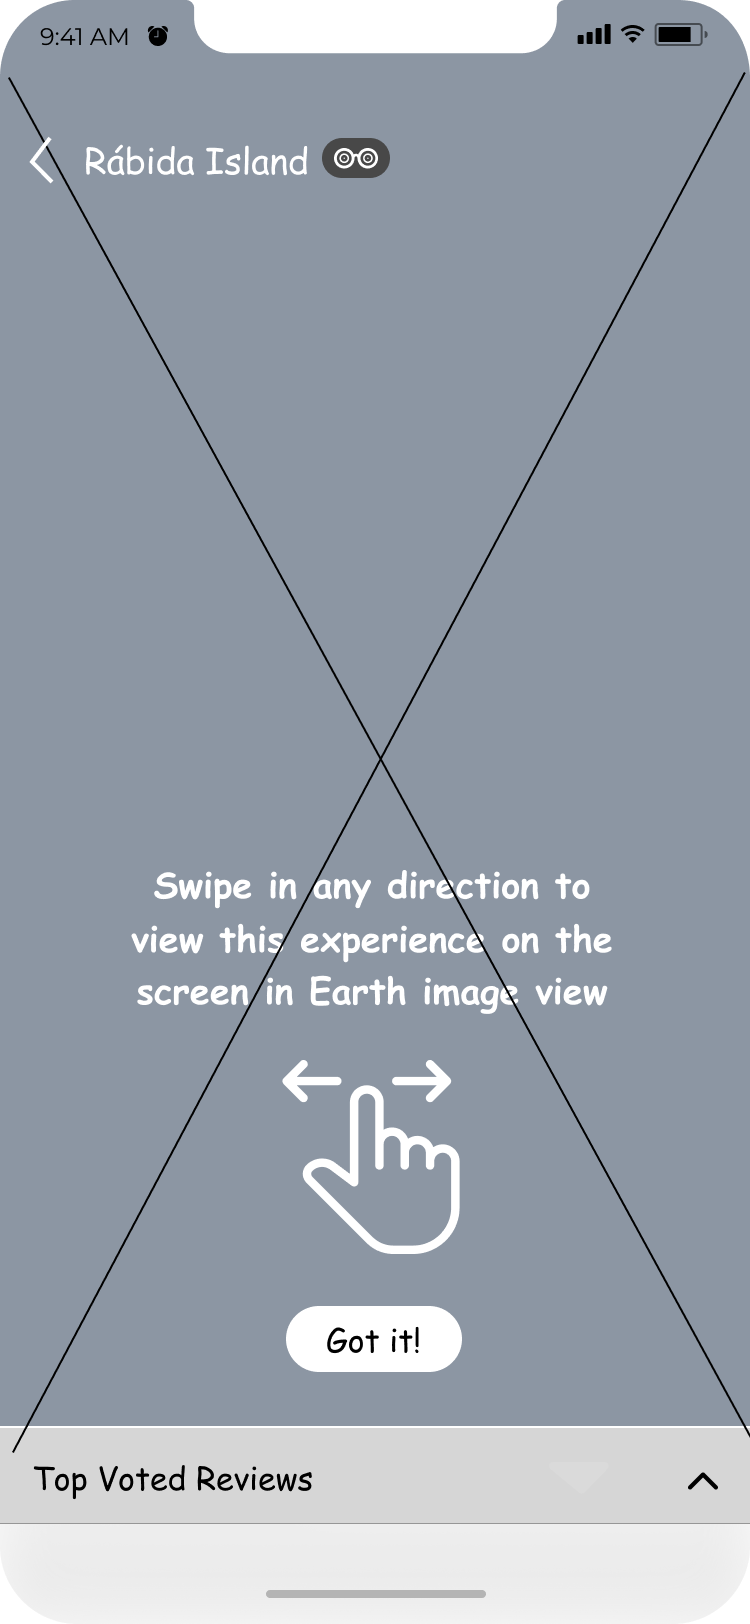 9:41 AM
Rábida Island
Swipe in any direction to
view this experience on the
screen in Earth image view
Got it!
Top Voted Reviews